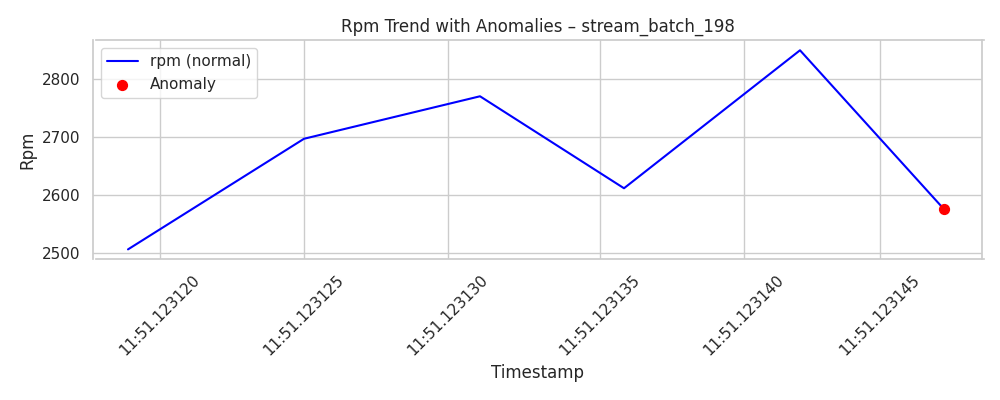 Rpm Trend with Anomalies – stream_batch_198
rpm (normal)
Anomaly
Rpm
2800
2700
2600
2500
11:51.123120
11:51.123125
11:51.123130
11:51.123135
11:51.123140
11:51.123145
Timestamp